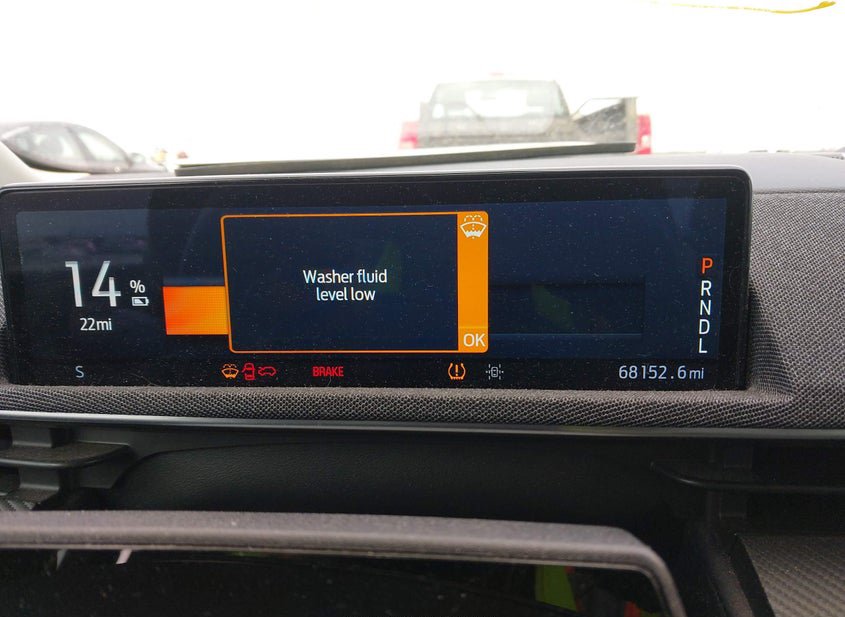 14 %
22mi
Washer fluid
level low
OK
P
R
N
D
L
S
BRAKE
68152.6 mi